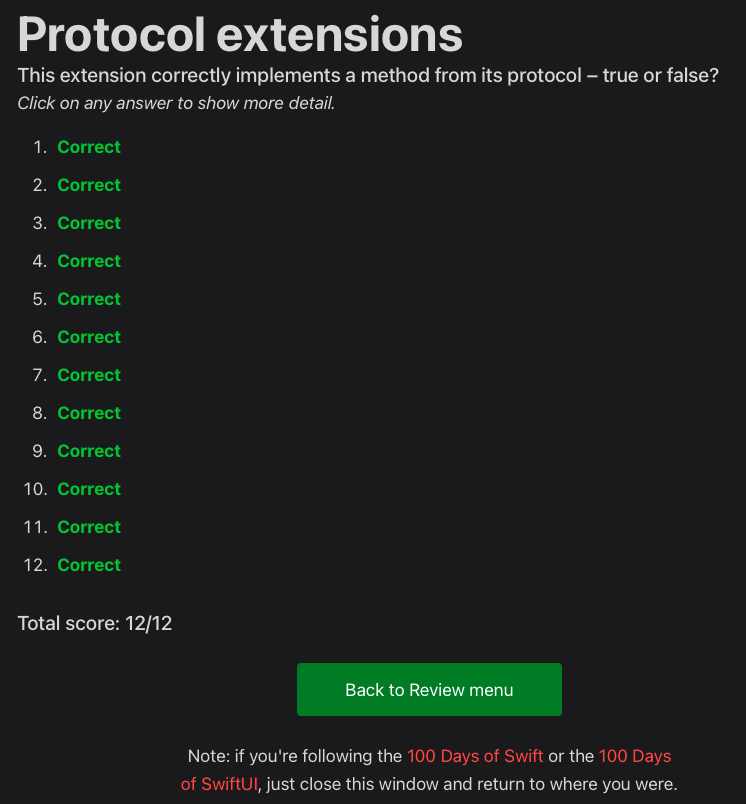 Protocol extensions
This extension correctly implements a method from its protocol – true or false?
Click on any answer to show more detail.
1. Correct
2. Correct
3. Correct
4. Correct
5. Correct
6. Correct
7. Correct
8. Correct
9. Correct
10. Correct
11. Correct
12. Correct
Total score: 12/12
Back to Review menu
Note: if you're following the 100 Days of Swift or the 100 Days
of SwiftUI, just close this window and return to where you were.